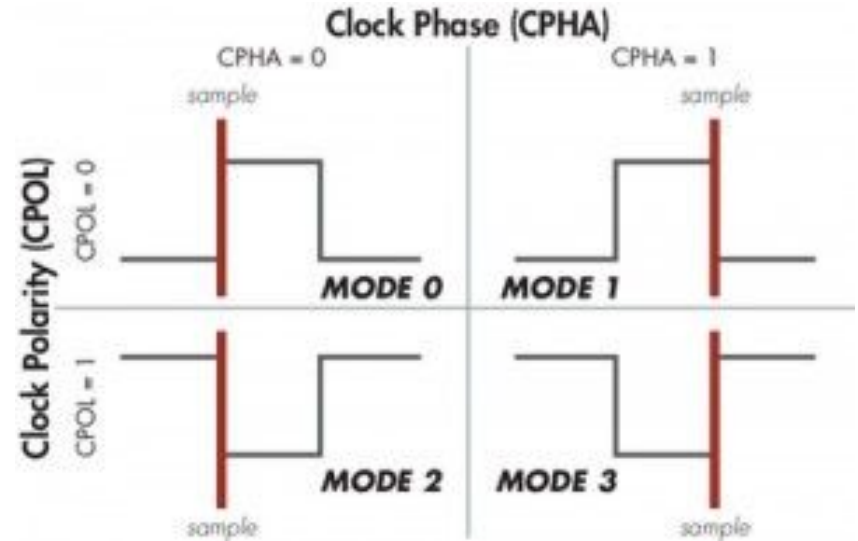 Clock Phase (CPHA)
CPHA = 0
CPHA = 1
sample
sample
Clock Polarity (CPOL)
CPOL = 0
MODE 0
MODE 1
CPOL = 1
MODE 2
MODE 3
sample
sample